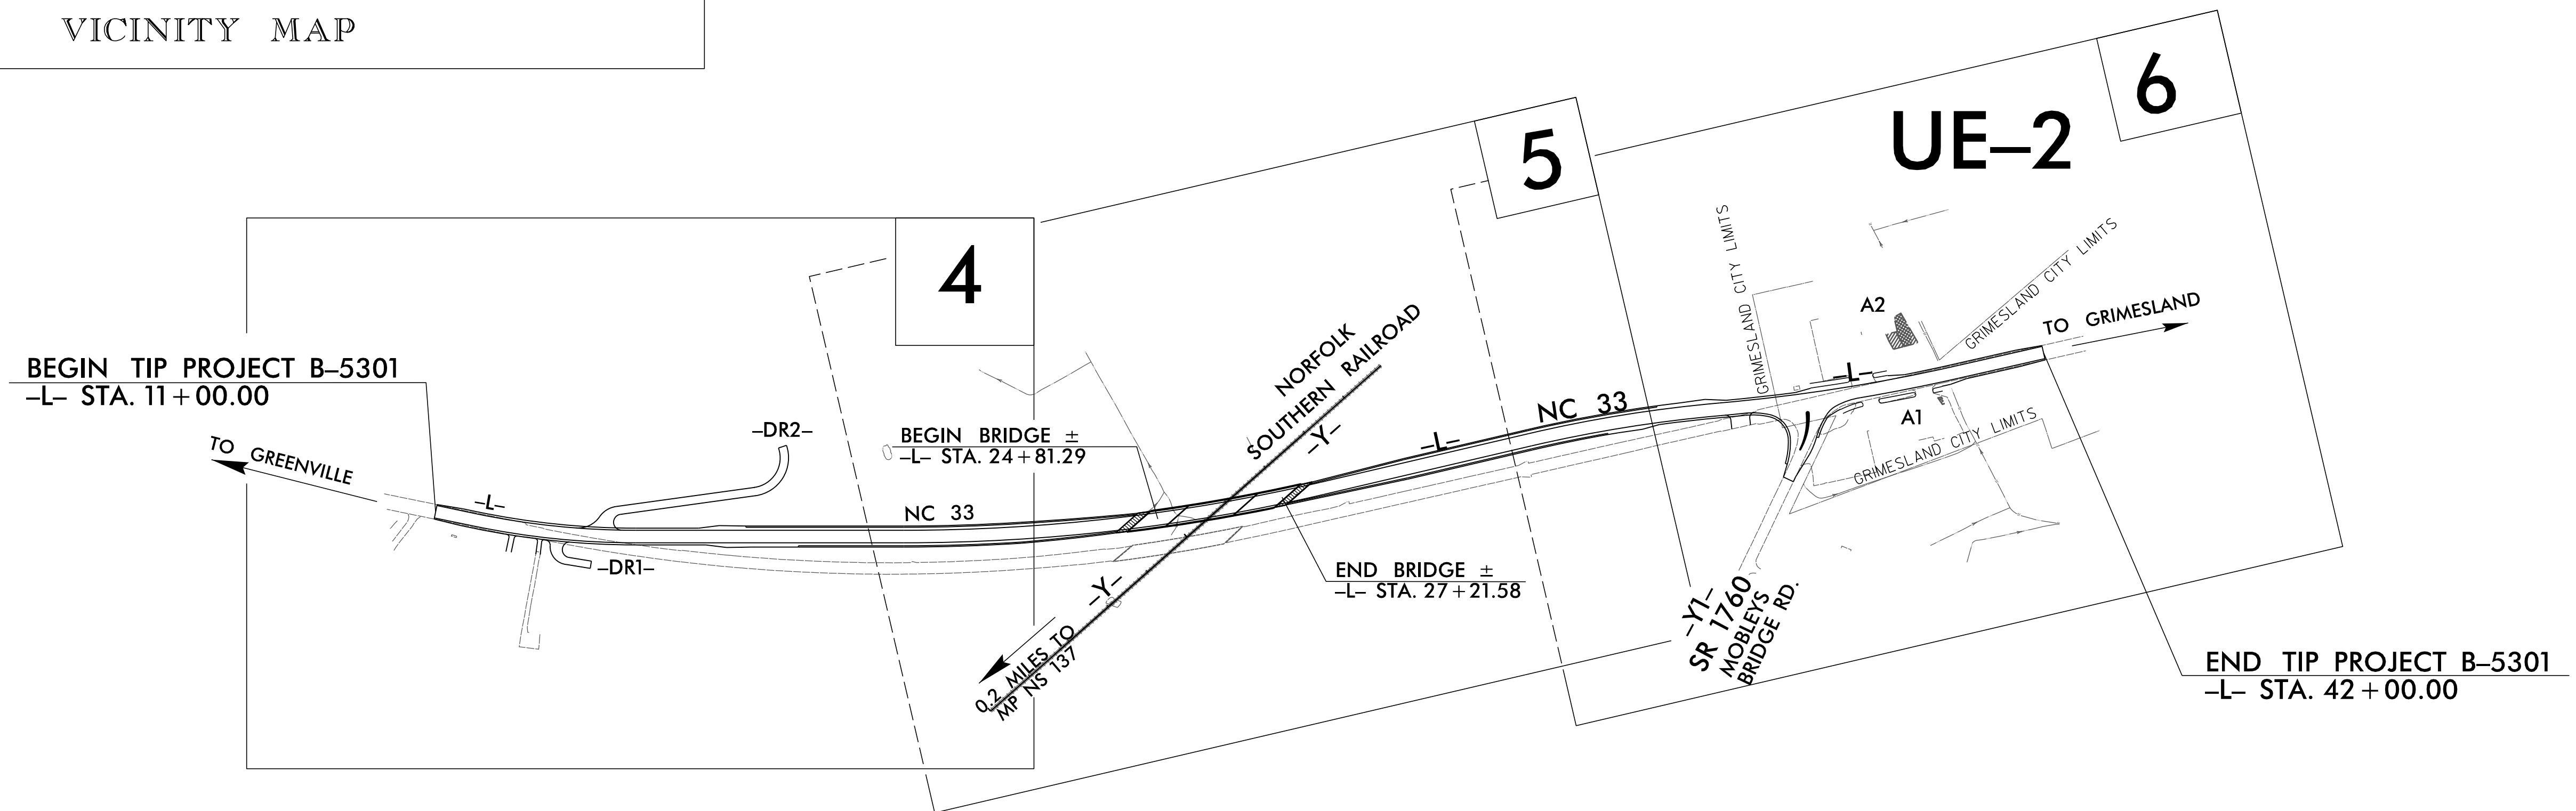 VICINITY MAP
6
UE–2
5
4
GRIMESLAND CITY LIMITS
GRIMESLAND CITY LIMITS
A2
TO GRIMESLAND
NORFOLK
SOUTHERN RAILROAD
–Y–
BEGIN TIP PROJECT B–5301
–L– STA. 11+00.00
–L–
NC 33
–L–
A1
GRIMESLAND CITY LIMITS
–DR2–
BEGIN BRIDGE ±
–L– STA. 24+81.29
TO GREENVILLE
–L–
NC 33
–DR1–
END BRIDGE ±
–L– STA. 27+21.58
–Y–
0.2 MILES TO
MP NS 137
–Y1–
SR 1760
MOBLEYS
BRIDGE RD.
END TIP PROJECT B–5301
–L– STA. 42+00.00